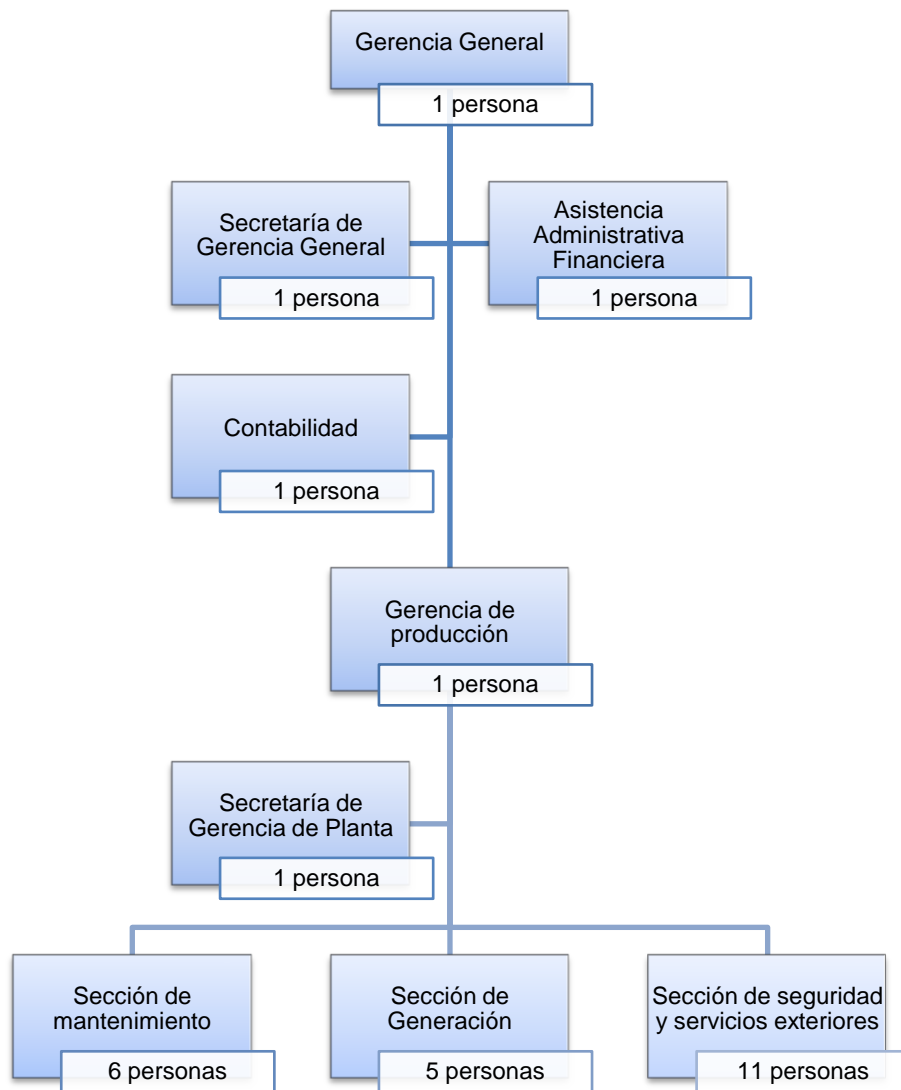 Gerencia General
1 persona
Secretaría de
Gerencia General
1 persona
Asistencia
Administrativa
Financiera
1 persona
Contabilidad
1 persona
Gerencia de
producción
1 persona
Secretaría de
Gerencia de Planta
1 persona
Sección de
mantenimiento
6 personas
Sección de
Generación
5 personas
Sección de seguridad
y servicios exteriores
11 personas